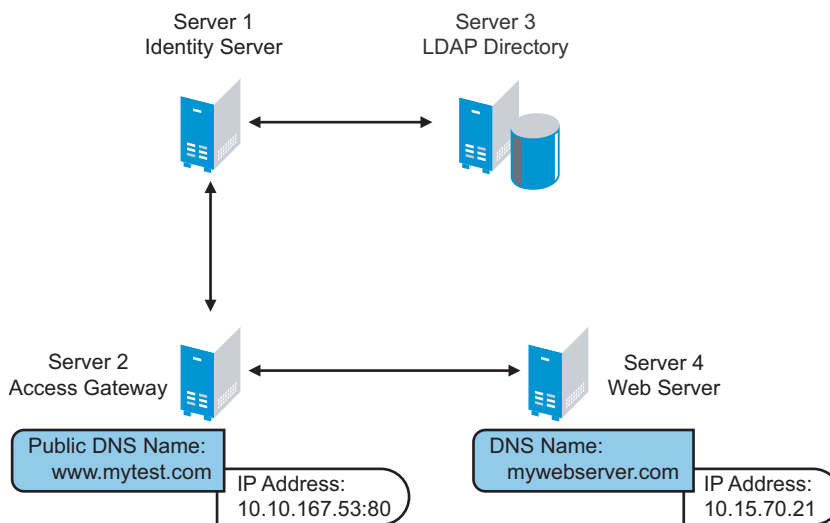 Server 1
Identity Server
Server 3
LDAP Directory
Server 2
Access Gateway
Server 4
Web Server
Public DNS Name:
www.mytest.com
IP Address:
10.10.167.53:80
DNS Name:
mywebserver.com
IP Address:
10.15.70.21